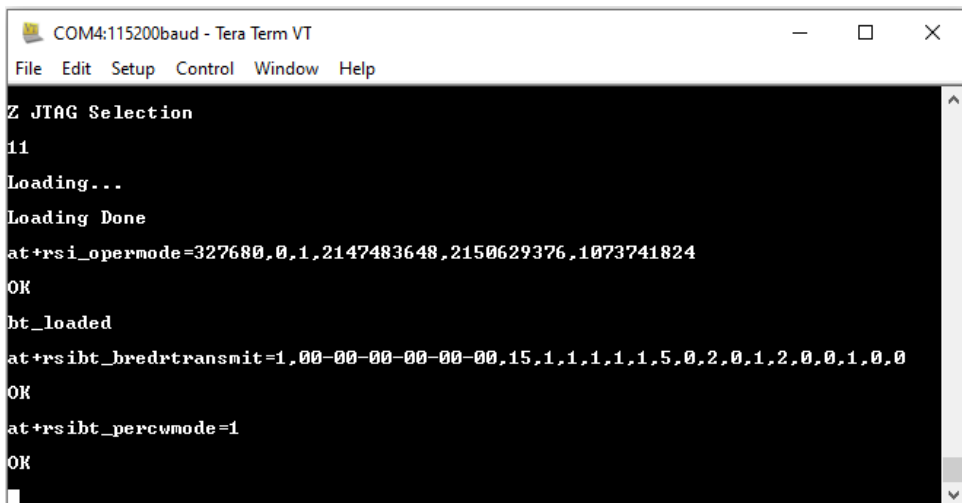 COM4:115200baud - Tera Term VT
File Edit Setup Control Window Help
Z JTAG Selection
11
Loading...
Loading Done
at+rsi_opermode=327680,0,1,2147483648,2150629376,1073741824
OK
bt_loaded
at+rsibt_bredrtransmit=1,00-00-00-00-00-00,15,1,1,1,1,1,5,0,2,0,1,2,0,0,1,0,0
OK
at+rsibt_percwmode=1
OK